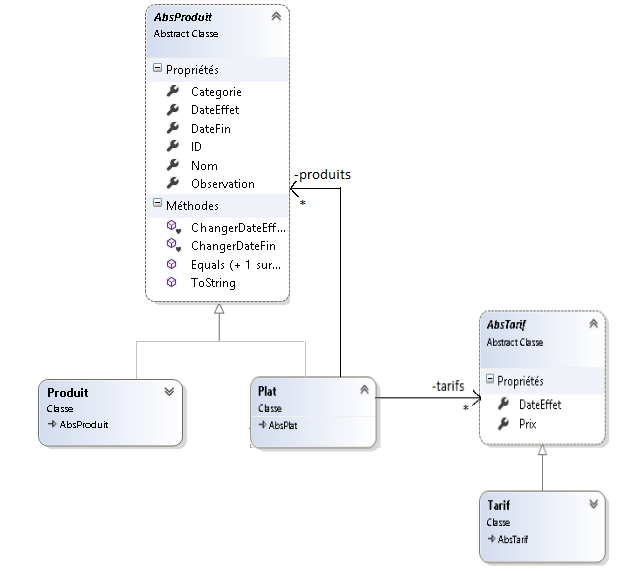 AbsProduit
Abstract Classe
Propriétés
Categorie
DateEffet
DateFin
ID
Nom
Observation
Méthodes
ChangerDateEff...
ChangerDateFin
Equals (+ 1 sur...
ToString
-produits
*
Produit
Classe
AbsProduit
Plat
Classe
AbsPlat
-tarifs
*
AbsTarif
Abstract Classe
Propriétés
DateEffet
Prix
Tarif
Classe
AbsTarif